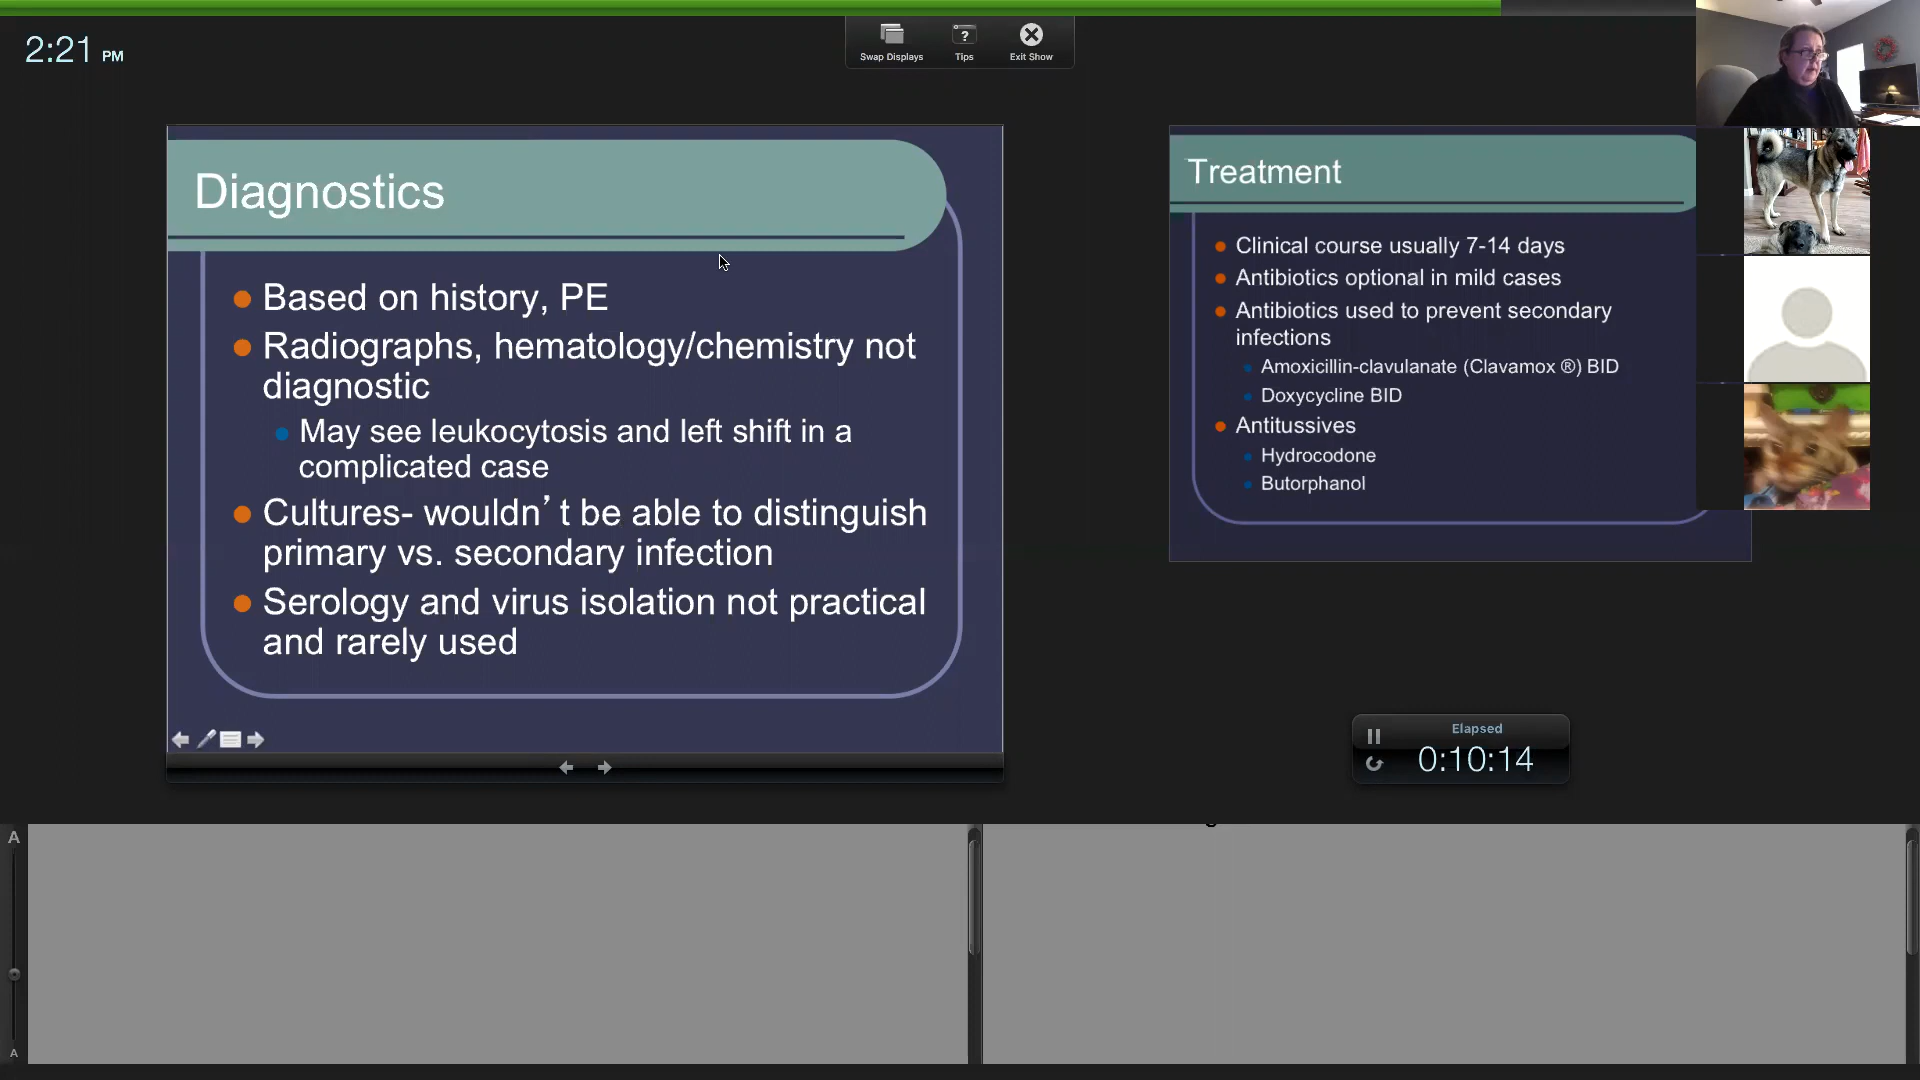 2:21 PM
Swap Displays
Tips
Exit Show
Diagnostics
Based on history, PE
Radiographs, hematology/chemistry not
diagnostic
May see leukocytosis and left shift in a
complicated case
Cultures- wouldn’t be able to distinguish
primary vs. secondary infection
Serology and virus isolation not practical
and rarely used
Treatment
Clinical course usually 7-14 days
Antibiotics optional in mild cases
Antibiotics used to prevent secondary
infections
Amoxicillin-clavulanate (Clavamox ®) BID
Doxycycline BID
Antitussives
Hydrocodone
Butorphanol
Elapsed
0:10:14
A
A